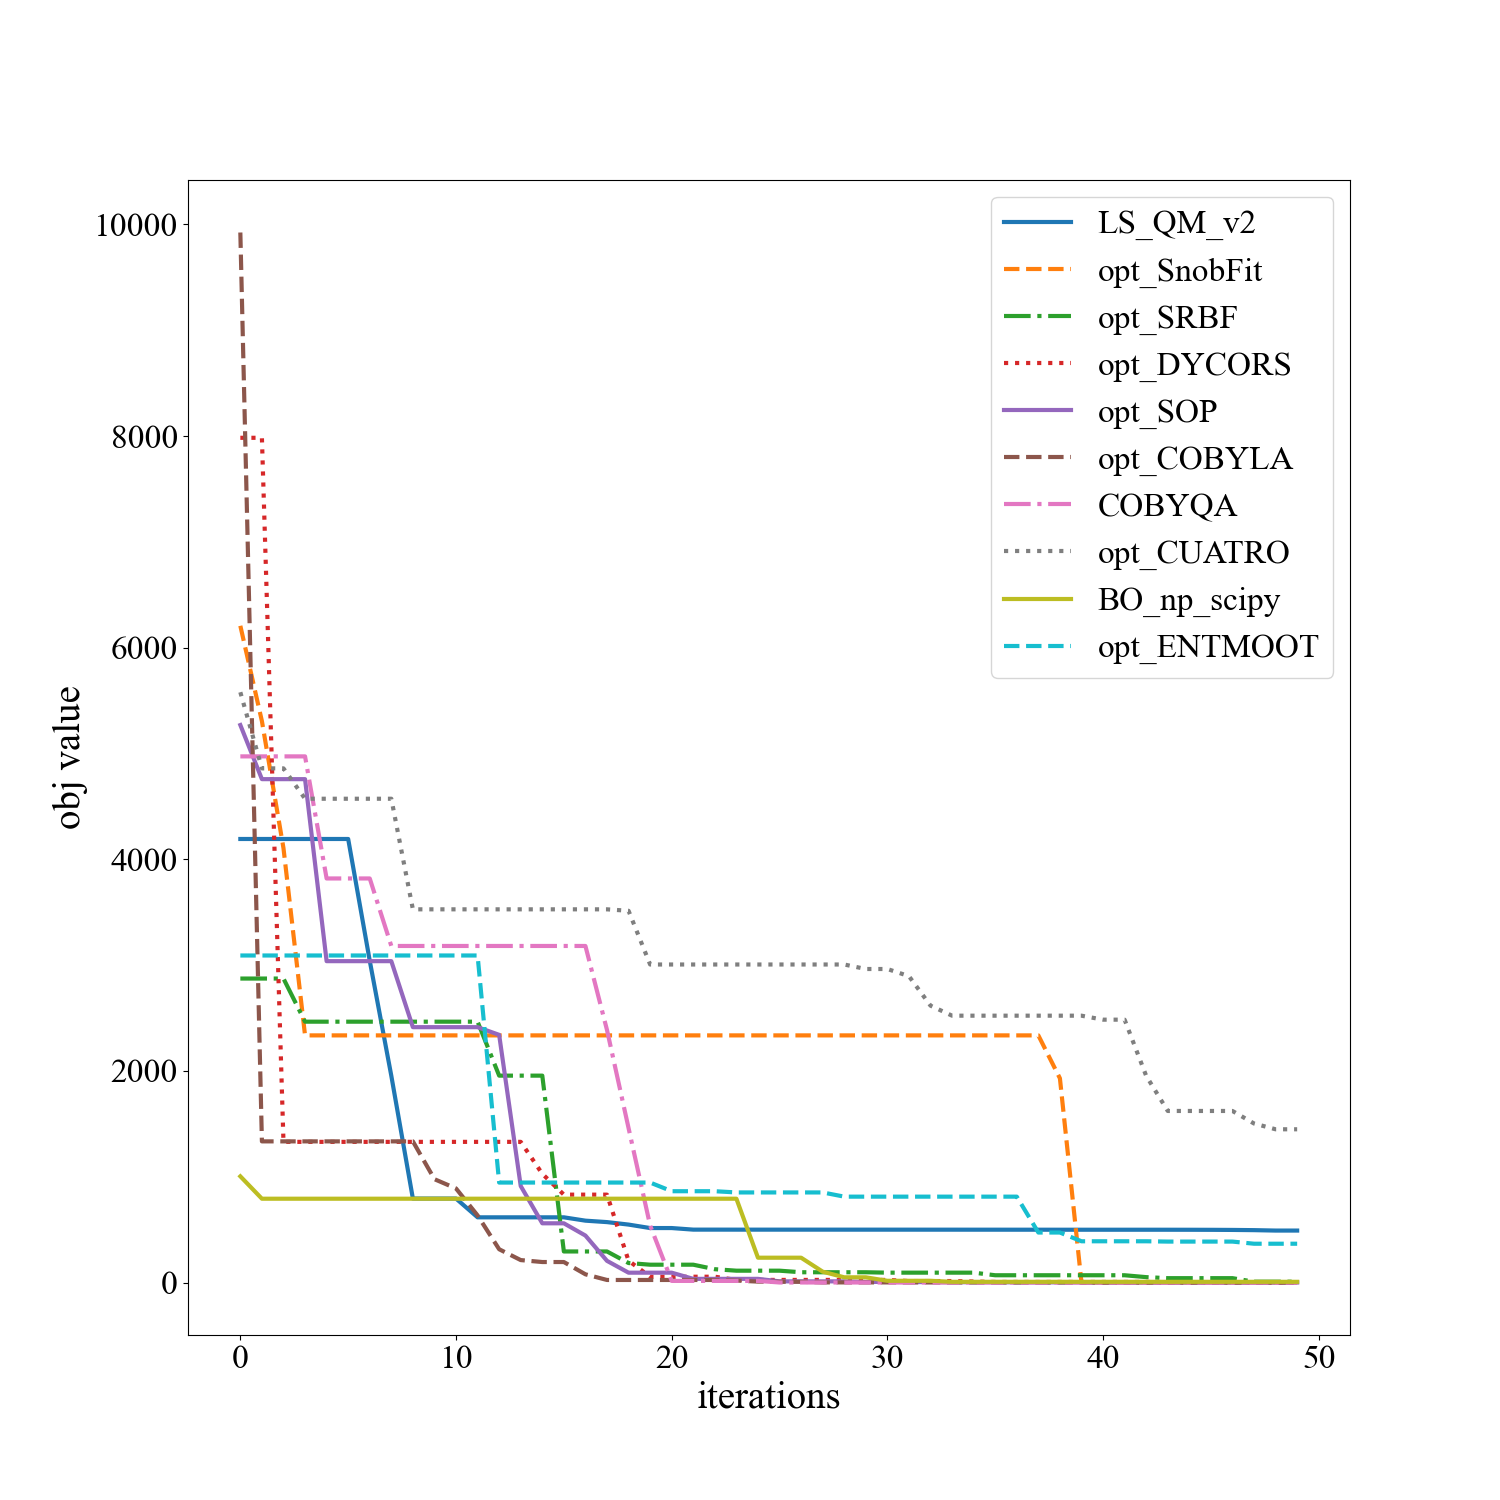 10000
8000
6000
4000
2000
0
obj value
0 10 20 30 40 50
iterations
LS_QM_v2
opt_SnobFit
opt_SRBF
opt_DYCORS
opt_SOP
opt_COBYLA
COBYQA
opt_CUATRO
BO_np_scipy
opt_ENTMOOT